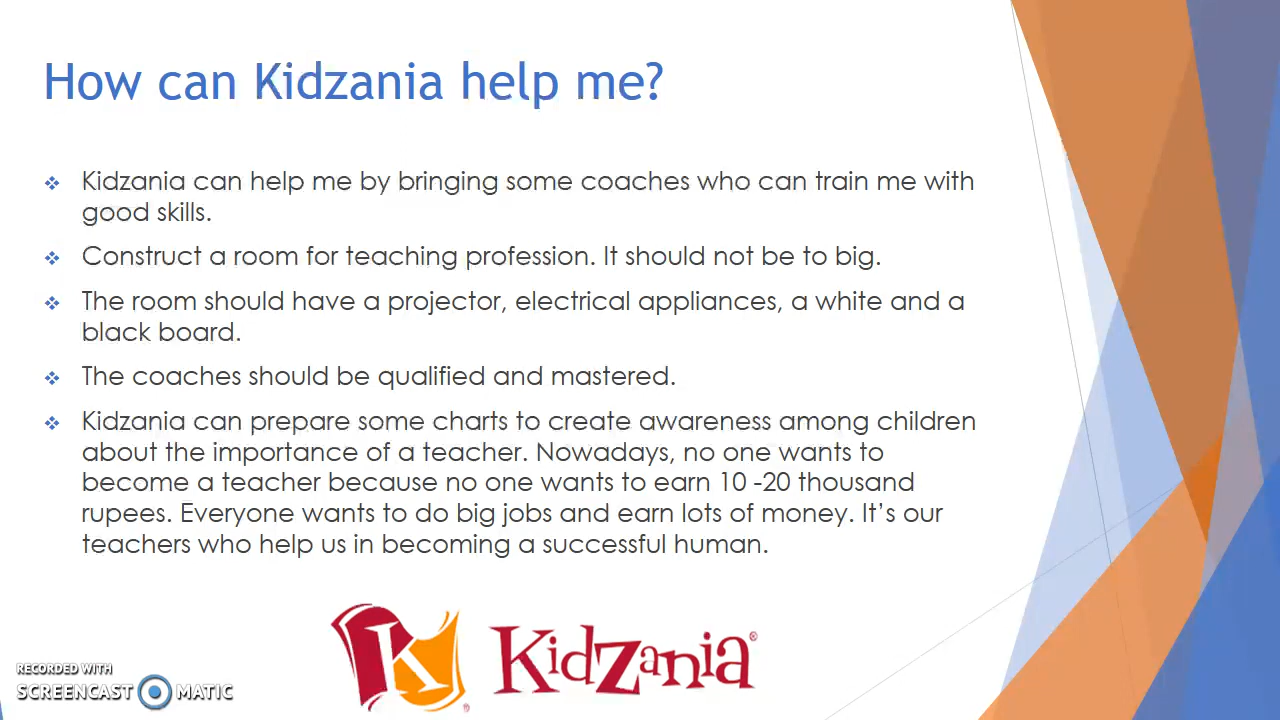 How can Kidzania help me?
Kidzania can help me by bringing some coaches who can train me with
good skills.
Construct a room for teaching profession. It should not be to big.
The room should have a projector, electrical appliances, a white and a
black board.
The coaches should be qualified and mastered.
Kidzania can prepare some charts to create awareness among children
about the importance of a teacher. Nowadays, no one wants to
become a teacher because no one wants to earn 10 -20 thousand
rupees. Everyone wants to do big jobs and earn lots of money. It's our
teachers who help us in becoming a successful human.
K ®
KidZania®
RECORDED WITH
SCREENCAST MATIC